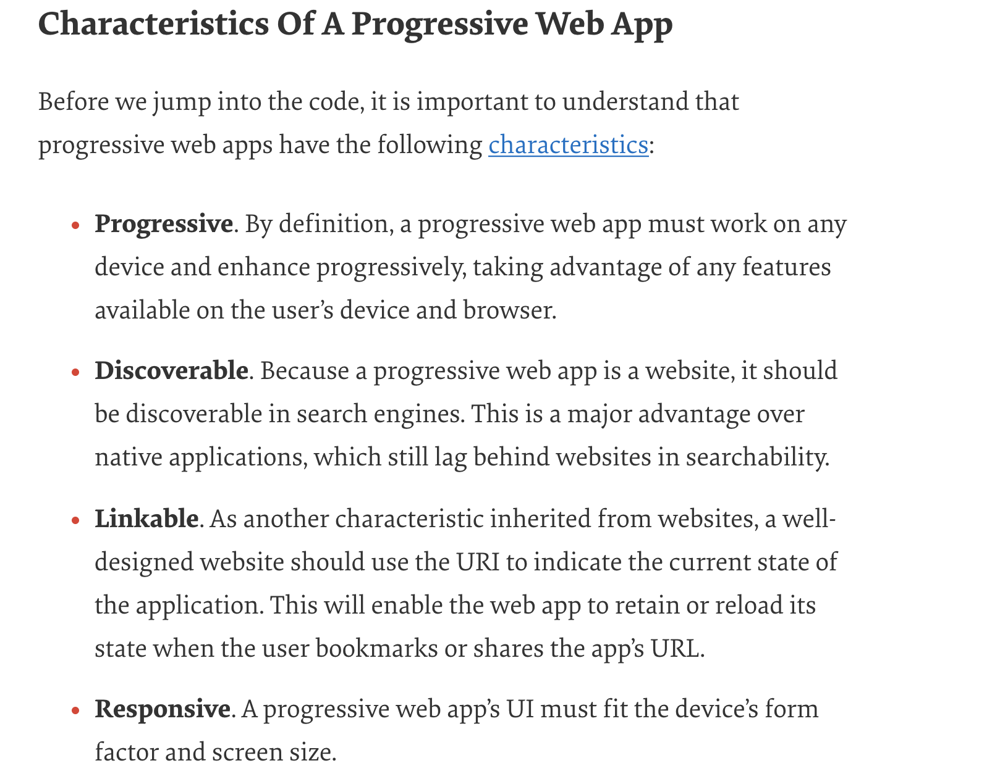 Characteristics Of A Progressive Web App
Before we jump into the code, it is important to understand that
progressive web apps have the following characteristics:
• Progressive. By definition, a progressive web app must work on any
device and enhance progressively, taking advantage of any features
available on the user’s device and browser.
• Discoverable. Because a progressive web app is a website, it should
be discoverable in search engines. This is a major advantage over
native applications, which still lag behind websites in searchability.
• Linkable. As another characteristic inherited from websites, a well-
designed website should use the URI to indicate the current state of
the application. This will enable the web app to retain or reload its
state when the user bookmarks or shares the app’s URL.
• Responsive. A progressive web app’s UI must fit the device’s form
factor and screen size.